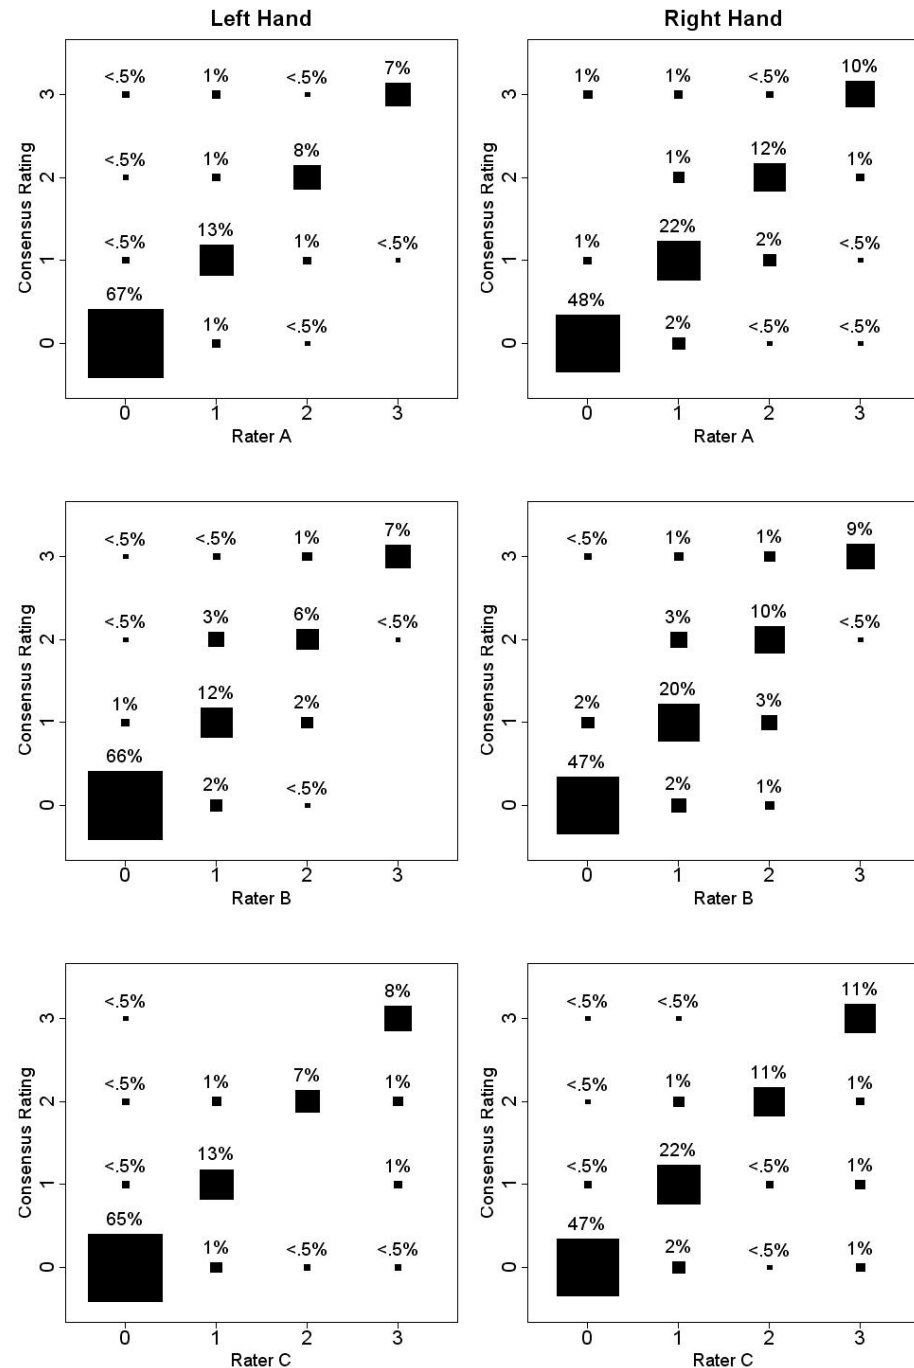 Left Hand Right Hand
7% 10%
<.5% 1% <.5% 1% 1% <.5%
3 3
8% 12%
<.5% 1% 1% 1%
2 2
13% 22%
<.5% 1% <.5% 1% 2% <.5%
1 1
67% 48%
1% <.5% 2% <.5% <.5%
0 0
Consensus Rating Consensus Rating
0 1 2 3 0 1 2 3
Rater A Rater A
7% 9%
<.5% <.5% 1% <.5% 1% 1%
3 3
6% 10%
<.5% 3% <.5% 3% <.5%
2 2
12% 20%
1% 2% 2% 3%
1 1
66% 47%
2% <.5% 2% 1%
0 0
Consensus Rating Consensus Rating
0 1 2 3 0 1 2 3
Rater B Rater B
8% 11%
<.5% <.5% <.5%
3 3
7% 11%
<.5% 1% 1% <.5% 1% 1%
2 2
13% 22%
<.5% 1% <.5% <.5% 1%
1 1
65% 47%
1% <.5% <.5% 2% <.5% 1%
0 0
Consensus Rating Consensus Rating
0 1 2 3 0 1 2 3
Rater C Rater C